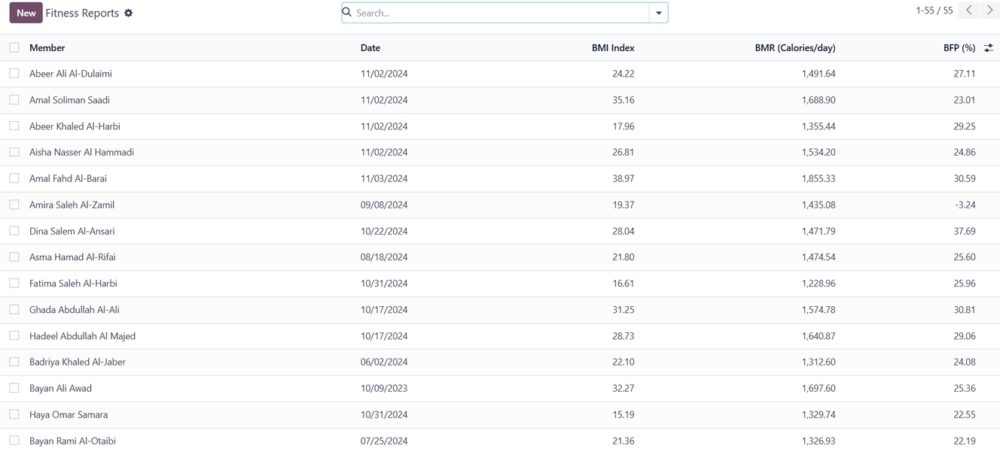 New Fitness Reports Search... 1-55 / 55
Member Date BMI Index BMR (Calories/day) BFP (%)
Abeer Ali Al-Dulaimi 11/02/2024 24.22 1,491.64 27.11
Amal Soliman Saadi 11/02/2024 35.16 1,688.90 23.01
Abeer Khaled Al-Harbi 11/02/2024 17.96 1,355.44 29.25
Aisha Nasser Al Hammadi 11/02/2024 26.81 1,534.20 24.86
Amal Fahd Al-Barai 11/03/2024 38.97 1,855.33 30.59
Amira Saleh Al-Zamil 09/08/2024 19.37 1,435.08 -3.24
Dina Salem Al-Ansari 10/22/2024 28.04 1,471.79 37.69
Asma Hamad Al-Rifai 08/18/2024 21.80 1,474.54 25.60
Fatima Saleh Al-Harbi 10/31/2024 16.61 1,228.96 25.96
Ghada Abdullah Al-Ali 10/17/2024 31.25 1,574.78 30.81
Hadeel Abdullah Al Majed 10/17/2024 28.73 1,640.87 29.06
Badriya Khaled Al-Jaber 06/02/2024 22.10 1,312.60 24.08
Bayan Ali Awad 10/09/2023 32.27 1,697.60 25.36
Haya Omar Samara 10/31/2024 15.19 1,329.74 22.55
Bayan Rami Al-Otaibi 07/25/2024 21.36 1,326.93 22.19